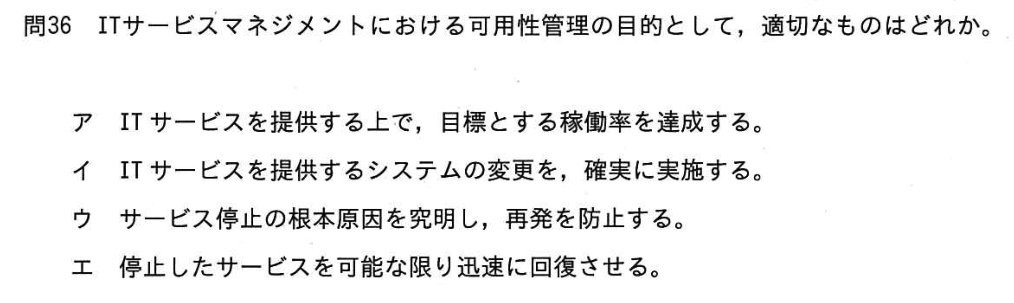 問36 ITサービスマネジメントにおける可用性管理の目的として，適切なものはどれか。
ア ITサービスを提供する上で，目標とする稼働率を達成する。
イ ITサービスを提供するシステムの変更を，確実に実施する。
ウ サービス停止の根本原因を究明し，再発を防止する。
エ 停止したサービスを可能な限り迅速に回復させる。